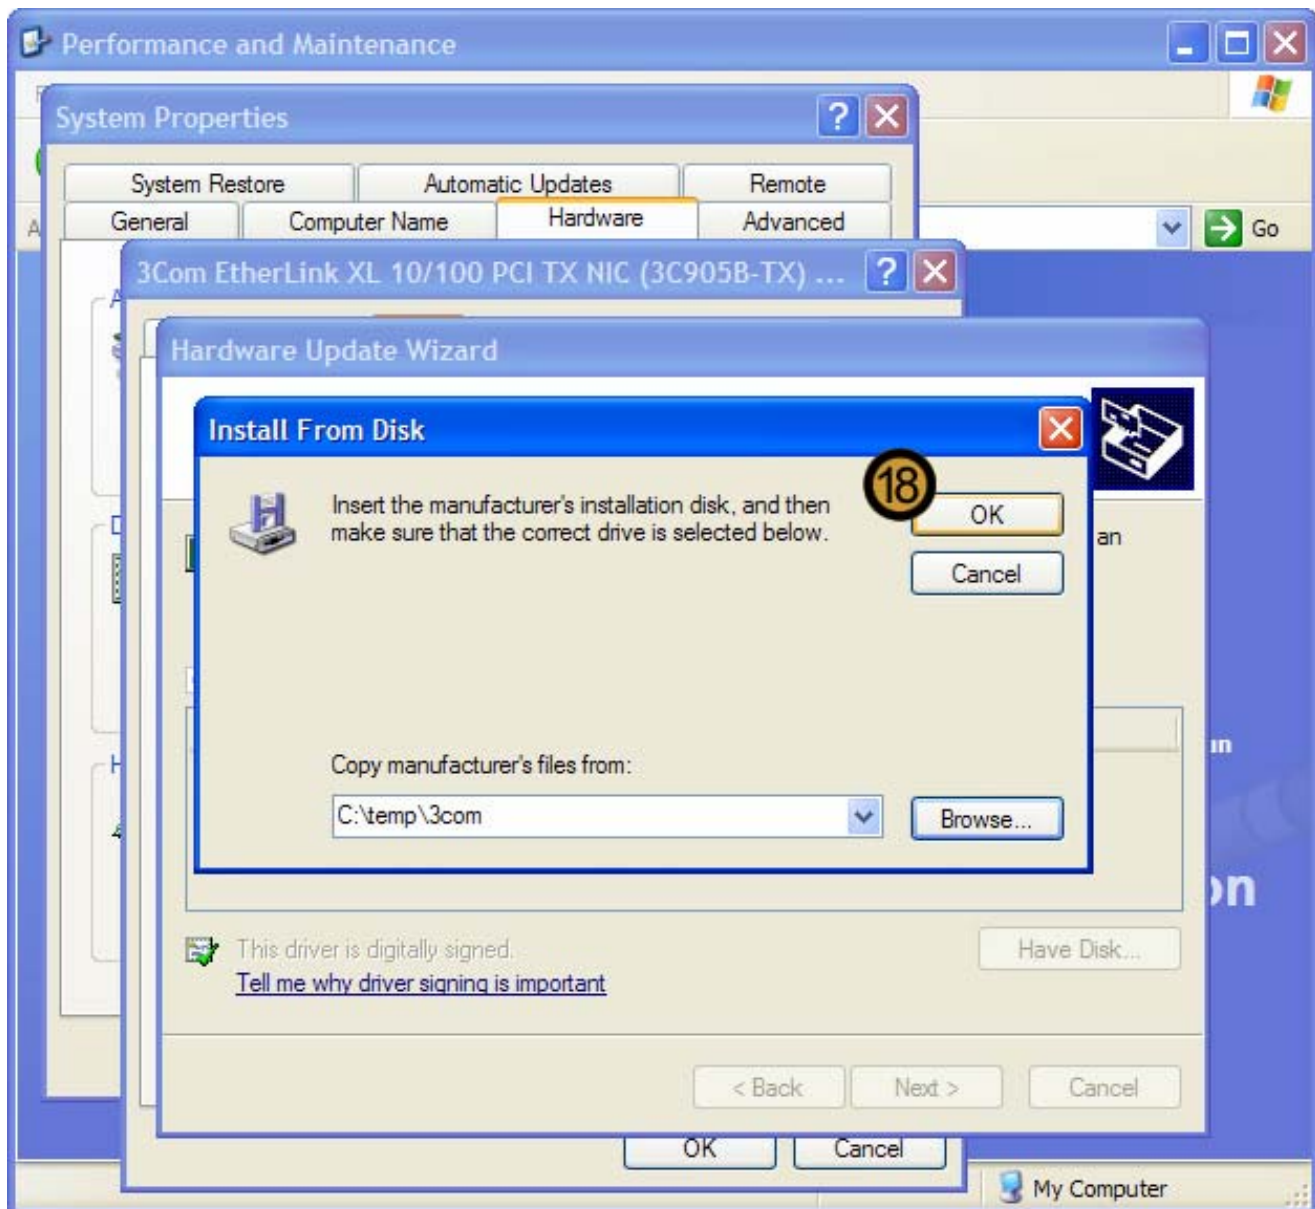 Performance and Maintenance
System Properties
System Restore Automatic Updates Remote
General Computer Name Hardware Advanced
Go
3Com EtherLink XL 10/100 PCI TX NIC (3C905B-TX) ...
Hardware Update Wizard
Install From Disk
18
Insert the manufacturer's installation disk, and then
make sure that the correct drive is selected below.
OK
an
Cancel
Copy manufacturer's files from:
C:\temp\3com
Browse...
This driver is digitally signed.
Have Disk...
Tell me why driver signing is important
< Back Next > Cancel
OK Cancel
My Computer